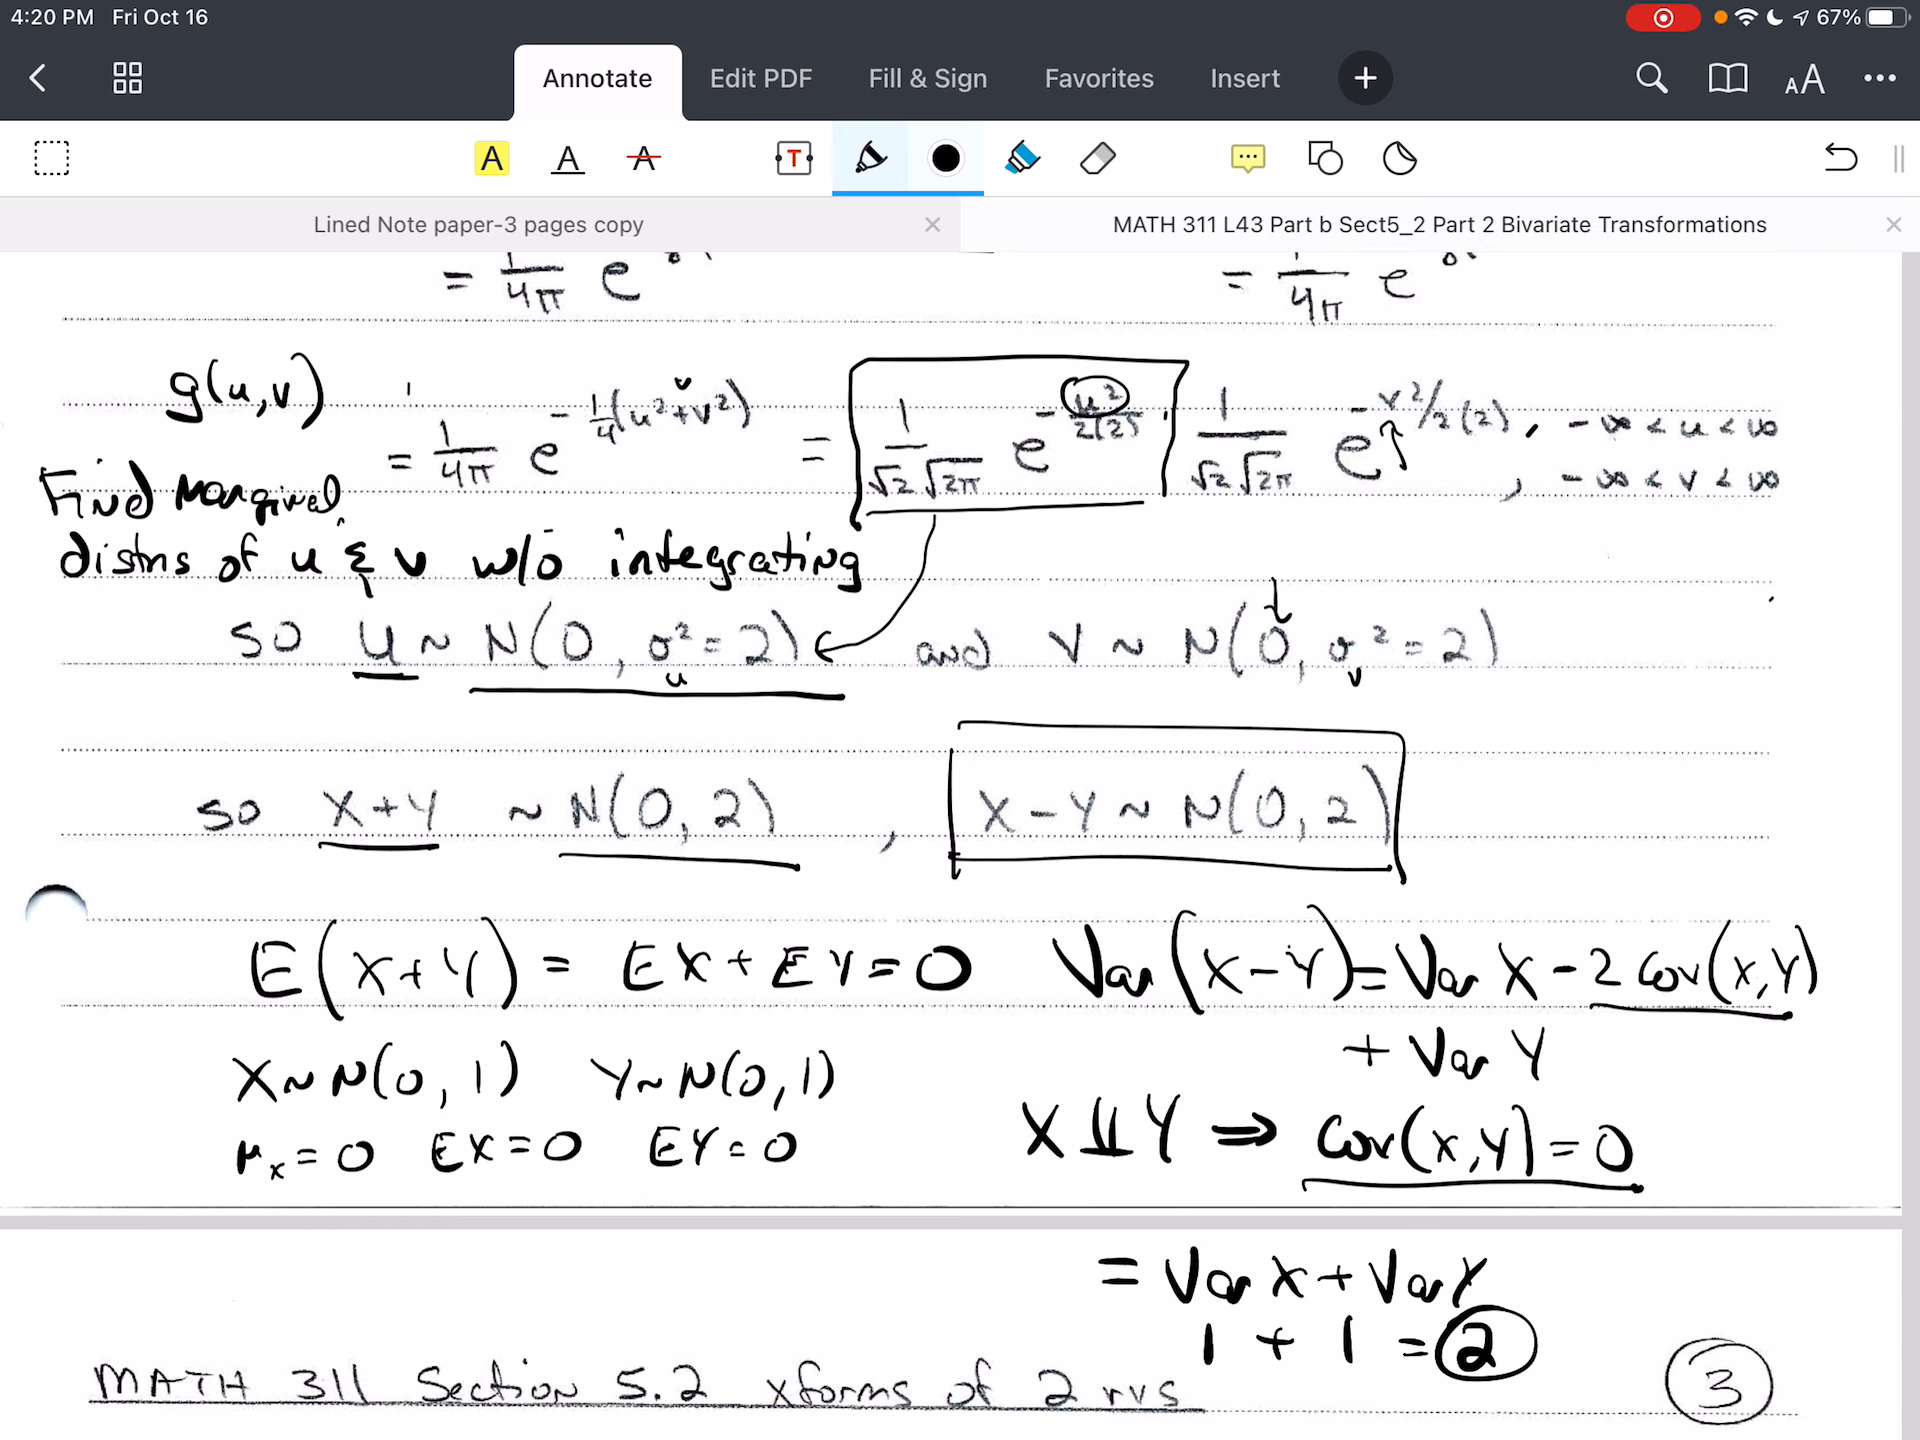 4:20 PM Fri Oct 16 67%
Annotate Edit PDF Fill & Sign Favorites Insert + AA
A A A T
Lined Note paper-3 pages copy × MATH 311 L43 Part b Sect5_2 Part 2 Bivariate Transformations ×
= 1/4π e = 1/4π e
g(u,v) = 1/4π e^{-1/4(u²+v²)} = 1/(√2 √2π) e^{-u²/2(2)} · 1/(√2 √2π) e^{-v²/2(2)}, -∞ < u < ∞
, -∞ < v < ∞
Find Marginal
distns of u & v w/o integrating
so U ~ N(0, σ²_u = 2) and V ~ N(0, σ²_v = 2)
so X+Y ~ N(0, 2) , X-Y ~ N(0, 2)
E(X+Y) = EX + EY = 0 Var(X-Y) = Var X - 2 Cov(X,Y)
+ Var Y
X~N(0,1) Y~N(0,1)
μ_x = 0 EX = 0 EY = 0 X ⫫ Y ⇒ Cov(X,Y) = 0
= Var X + Var Y
1 + 1 = 2
MATH 311 Section 5.2 xforms of 2 rvs 3